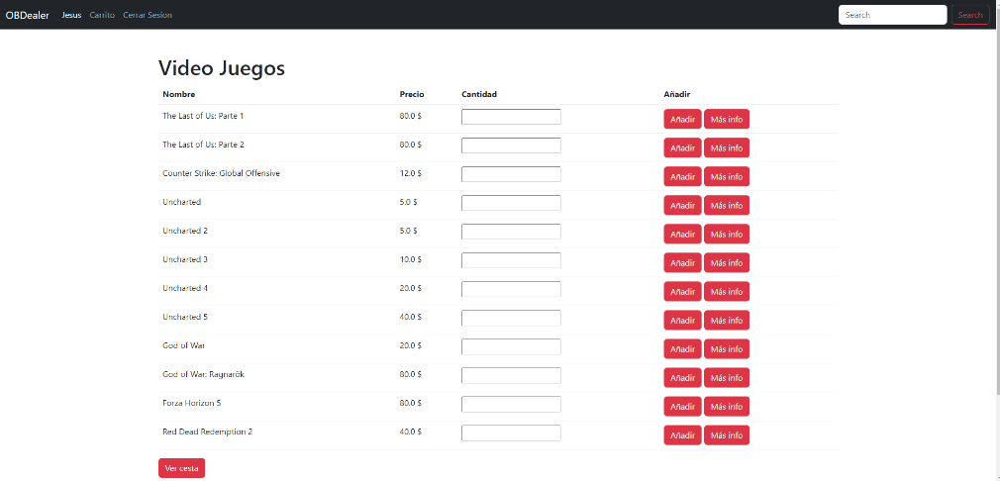 OBDealer Jesus Carrito Cerrar Sesion Search Search
Video Juegos
Nombre Precio Cantidad Añadir
The Last of Us: Parte 1 80.0 $ Añadir Más info
The Last of Us: Parte 2 80.0 $ Añadir Más info
Counter Strike: Global Offensive 12.0 $ Añadir Más info
Uncharted 5.0 $ Añadir Más info
Uncharted 2 5.0 $ Añadir Más info
Uncharted 3 10.0 $ Añadir Más info
Uncharted 4 20.0 $ Añadir Más info
Uncharted 5 40.0 $ Añadir Más info
God of War 20.0 $ Añadir Más info
God of War: Ragnarök 80.0 $ Añadir Más info
Forza Horizon 5 80.0 $ Añadir Más info
Red Dead Redemption 2 40.0 $ Añadir Más info
Ver cesta